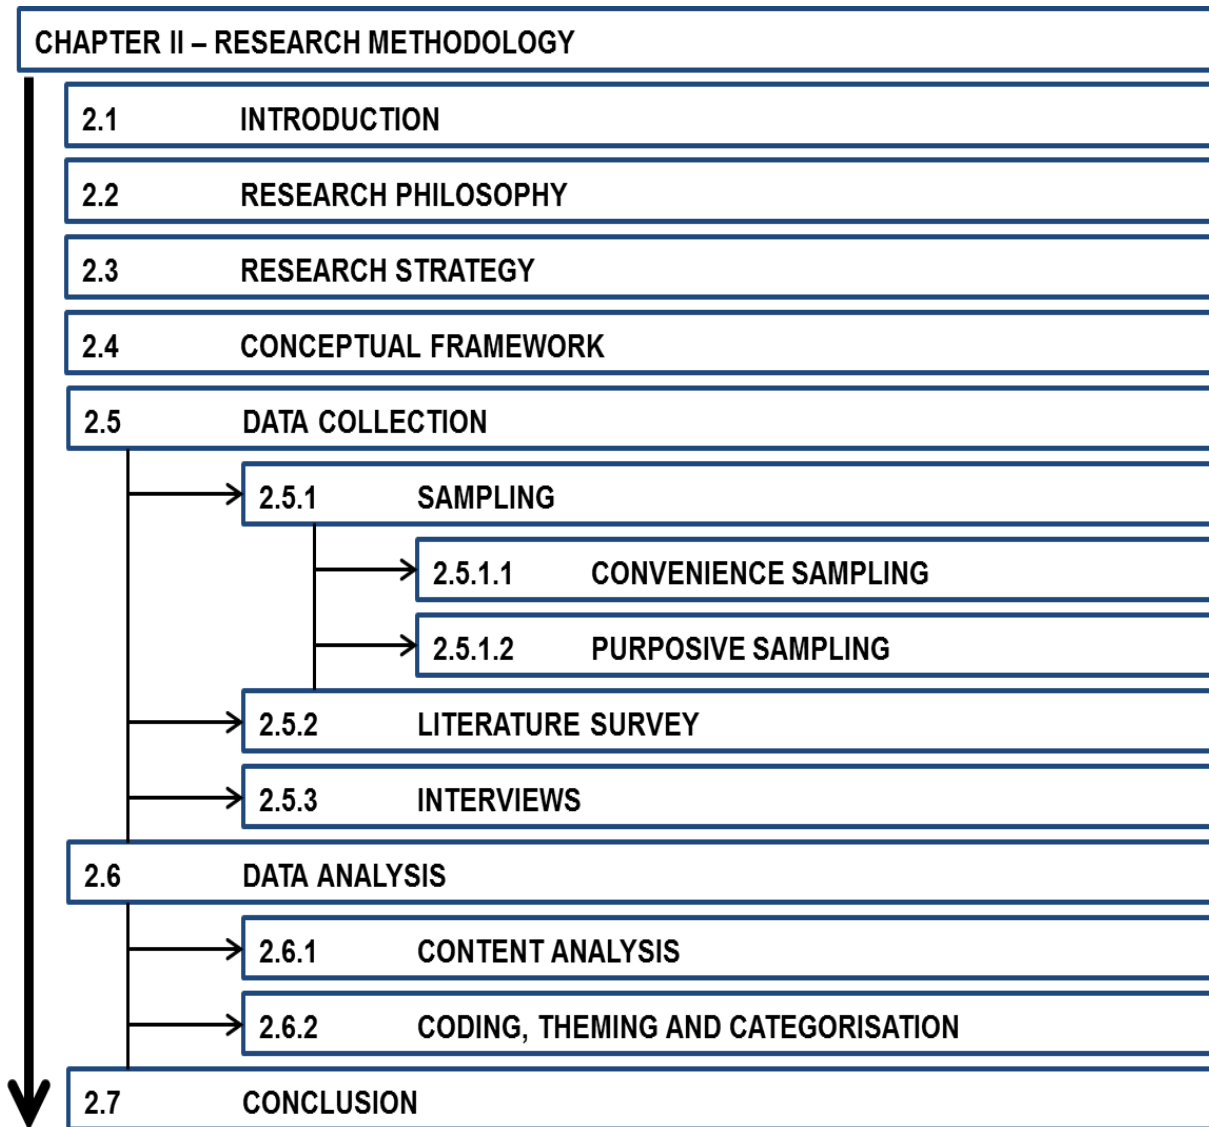 CHAPTER II – RESEARCH METHODOLOGY
2.1 INTRODUCTION
2.2 RESEARCH PHILOSOPHY
2.3 RESEARCH STRATEGY
2.4 CONCEPTUAL FRAMEWORK
2.5 DATA COLLECTION
2.5.1 SAMPLING
2.5.1.1 CONVENIENCE SAMPLING
2.5.1.2 PURPOSIVE SAMPLING
2.5.2 LITERATURE SURVEY
2.5.3 INTERVIEWS
2.6 DATA ANALYSIS
2.6.1 CONTENT ANALYSIS
2.6.2 CODING, THEMING AND CATEGORISATION
2.7 CONCLUSION